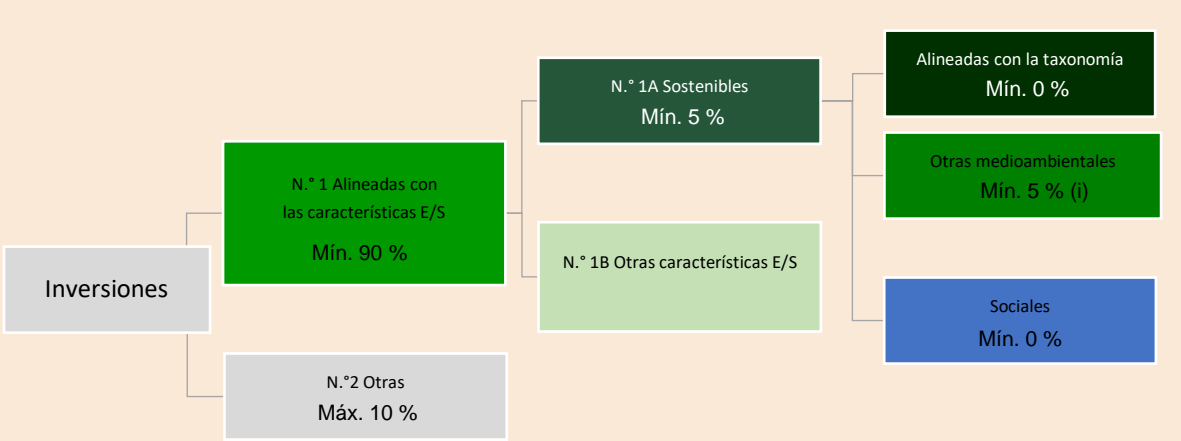 Inversiones
N.° 1 Alineadas con
las características E/S
Mín. 90 %
N.°2 Otras
Máx. 10 %
N.° 1A Sostenibles
Mín. 5 %
N.° 1B Otras características E/S
Alineadas con la taxonomía
Mín. 0 %
Otras medioambientales
Mín. 5 % (i)
Sociales
Mín. 0 %